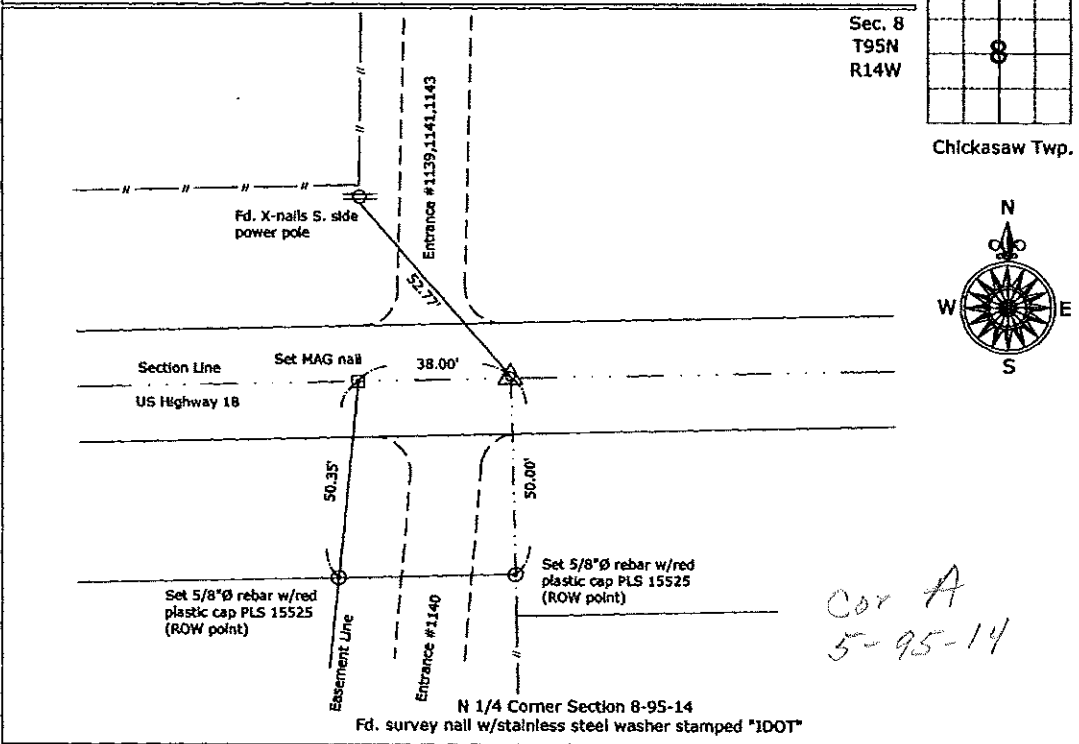 Sec. 8
T95N
R14W
8
Chickasaw Twp.
N
W
E
S
Entrance #1139,1141,1143
Fd. X-nails S. side
power pole
52.77'
Section Line
Set MAG nail
38.00'
US Highway 18
50.35'
50.00'
Set 5/8"Ø rebar w/red
plastic cap PLS 15525
(ROW point)
Set 5/8"Ø rebar w/red
plastic cap PLS 15525
(ROW point)
Easement Line
Entrance #1140
Cor A
5-95-14
N 1/4 Corner Section 8-95-14
Fd. survey nail w/stainless steel washer stamped "IDOT"